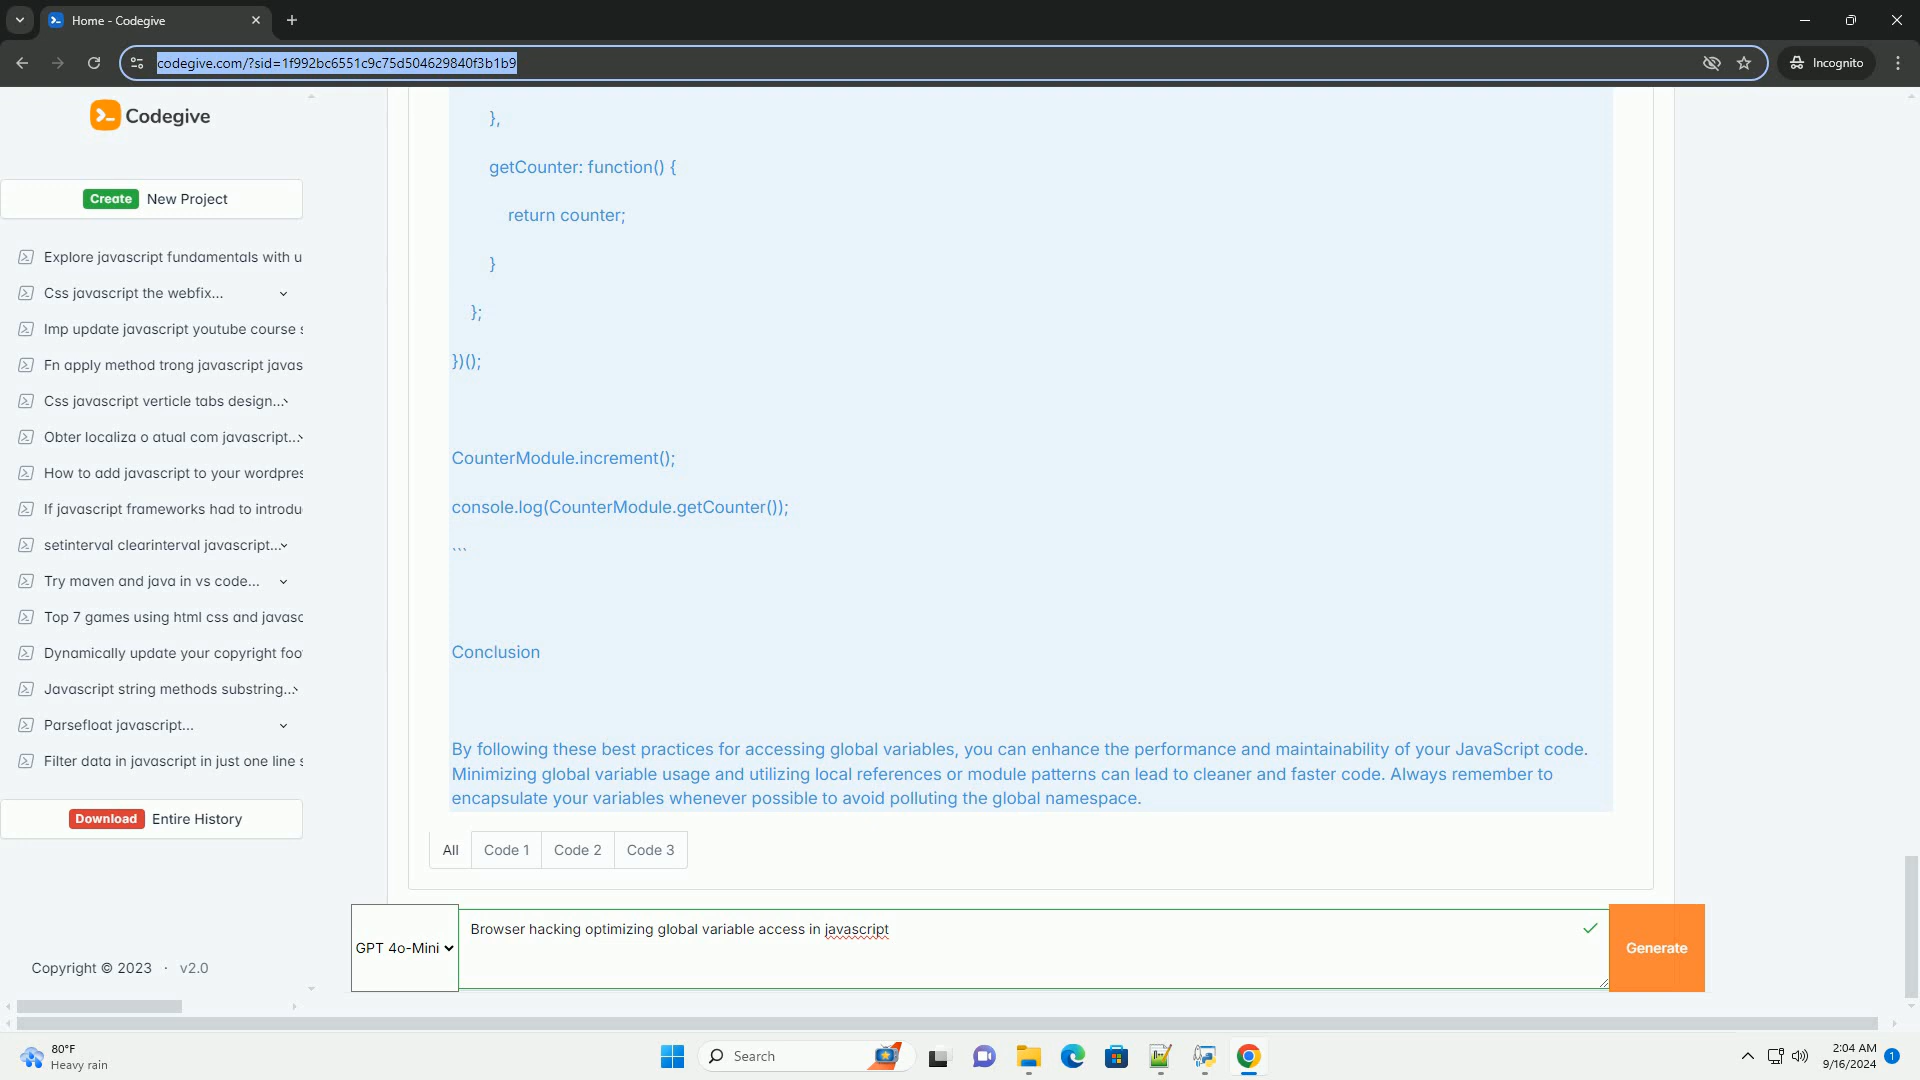 Home - Codegive
codegive.com/?sid=1f992bc6551c9c75d504629840f3b1b9
Incognito
Codegive
Create New Project
Explore javascript fundamentals with u
Css javascript the webfix...
Imp update javascript youtube course s
Fn apply method trong javascript javas
Css javascript verticle tabs design...
Obter localiza o atual com javascript...
How to add javascript to your wordpres
If javascript frameworks had to introdu
setinterval clearinterval javascript...
Try maven and java in vs code...
Top 7 games using html css and javasc
Dynamically update your copyright foo
Javascript string methods substring...
Parsefloat javascript...
Filter data in javascript in just one line s
Download Entire History
Copyright © 2023 · v2.0
},
getCounter: function() {
return counter;
}
};
})();
CounterModule.increment();
console.log(CounterModule.getCounter());
```
Conclusion
By following these best practices for accessing global variables, you can enhance the performance and maintainability of your JavaScript code.
Minimizing global variable usage and utilizing local references or module patterns can lead to cleaner and faster code. Always remember to
encapsulate your variables whenever possible to avoid polluting the global namespace.
All Code 1 Code 2 Code 3
GPT 4o-Mini
Browser hacking optimizing global variable access in javascript
Generate
80°F
Heavy rain
Search
2:04 AM
9/16/2024
1